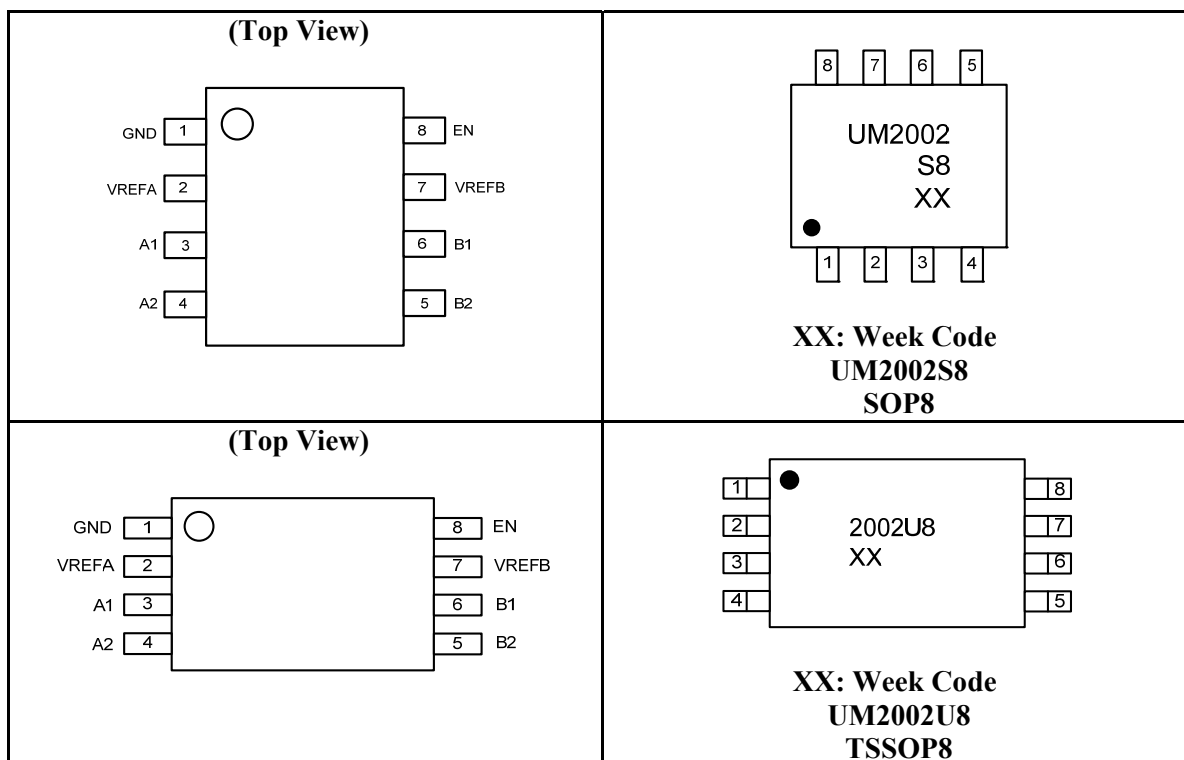 (Top View)
GND 1 8 EN
VREFA 2 7 VREFB
A1 3 6 B1
A2 4 5 B2
8 7 6 5
UM2002
S8
XX
1 2 3 4
XX: Week Code
UM2002S8
SOP8
(Top View)
GND 1 8 EN
VREFA 2 7 VREFB
A1 3 6 B1
A2 4 5 B2
1 8
2 2002U8 7
3 XX 6
4 5
XX: Week Code
UM2002U8
TSSOP8